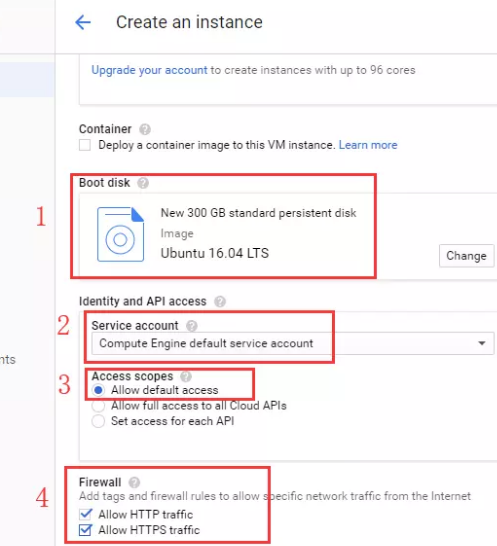 Create an instance
Upgrade your account to create instances with up to 96 cores
Container
Deploy a container image to this VM instance. Learn more
Boot disk
1
New 300 GB standard persistent disk
Image
Ubuntu 16.04 LTS
Change
Identity and API access
2
Service account
Compute Engine default service account
nts
3
Access scopes
Allow default access
Allow full access to all Cloud APIs
Set access for each API
4
Firewall
Add tags and firewall rules to allow specific network traffic from the Internet
Allow HTTP traffic
Allow HTTPS traffic